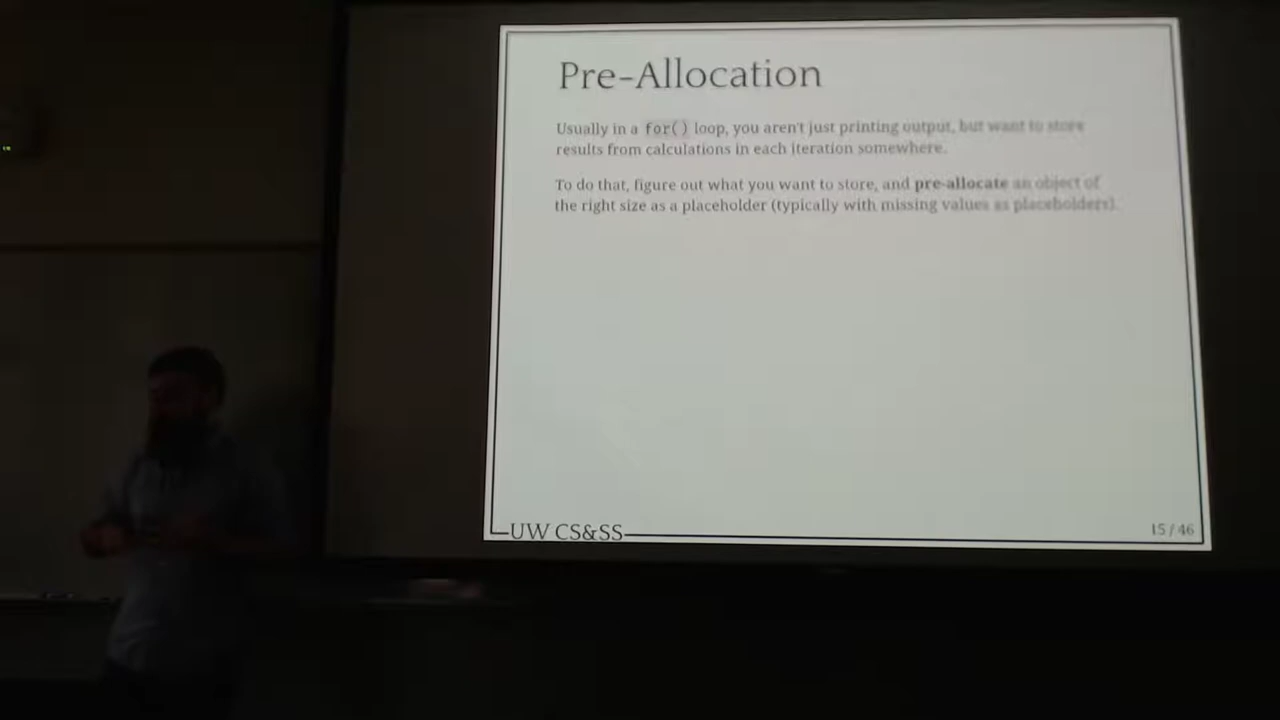 Pre-Allocation
Usually in a for() loop, you aren't just printing output, but want to store
results from calculations in each iteration somewhere.
To do that, figure out what you want to store, and pre-allocate an object of
the right size as a placeholder (typically with missing values as placeholders).
UW CS&SS
15 / 46